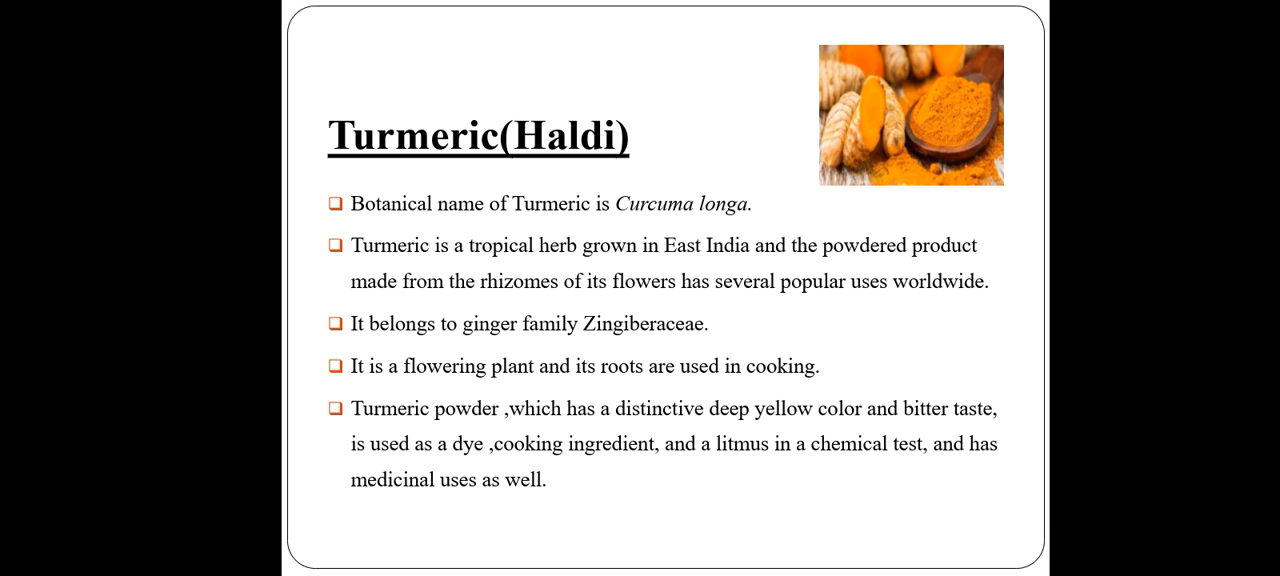 Turmeric(Haldi)
Botanical name of Turmeric is Curcuma longa.
Turmeric is a tropical herb grown in East India and the powdered product
made from the rhizomes of its flowers has several popular uses worldwide.
It belongs to ginger family Zingiberaceae.
It is a flowering plant and its roots are used in cooking.
Turmeric powder ,which has a distinctive deep yellow color and bitter taste,
is used as a dye ,cooking ingredient, and a litmus in a chemical test, and has
medicinal uses as well.